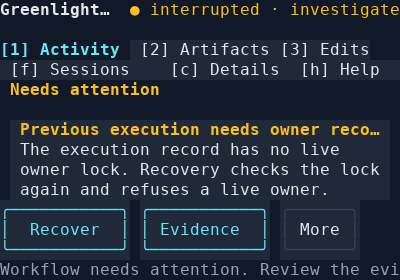 Greenlight… ● interrupted · investigate
[1] Activity [2] Artifacts [3] Edits
[f] Sessions [c] Details [h] Help
Needs attention
Previous execution needs owner reco…
The execution record has no live
owner lock. Recovery checks the lock
again and refuses a live owner.
Recover Evidence More
Workflow needs attention. Review the evi